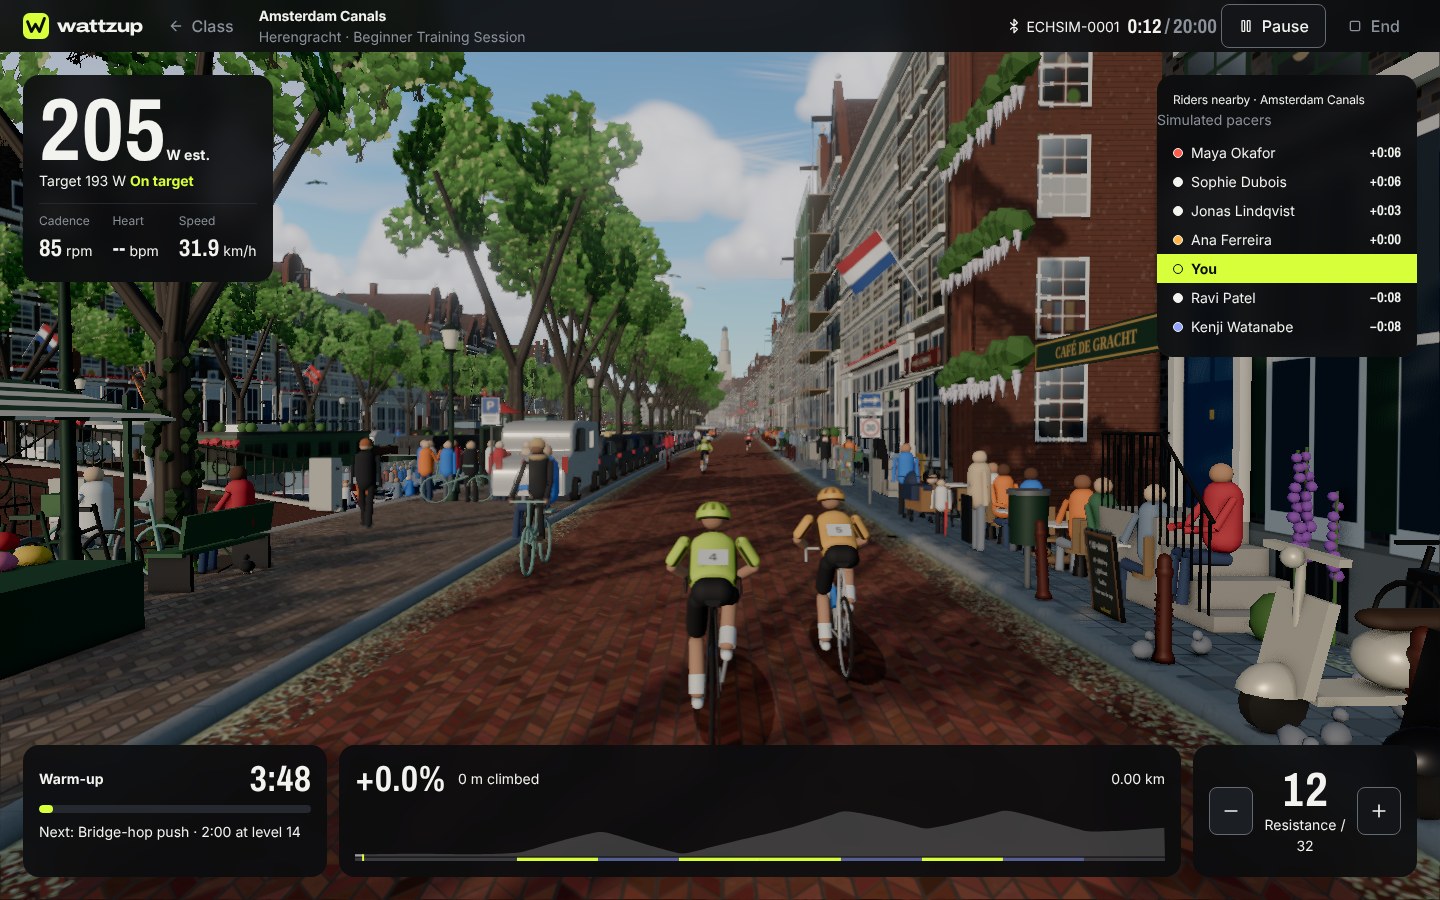 wattzup
Class
Amsterdam Canals
Herengracht · Beginner Training Session
ECHSIM-0001 0:12 / 20:00
Pause
End
205 W est.
Target 193 W On target
Cadence Heart Speed
85 rpm -- bpm 31.9 km/h
Riders nearby · Amsterdam Canals
Simulated pacers
Maya Okafor +0:06
Sophie Dubois +0:06
Jonas Lindqvist +0:03
Ana Ferreira +0:00
You
Ravi Patel −0:08
Kenji Watanabe −0:08
CAFÉ DE GRACHT
P
30
4
5
Warm-up 3:48
Next: Bridge-hop push · 2:00 at level 14
+0.0% 0 m climbed 0.00 km
−
12
+
Resistance /
32